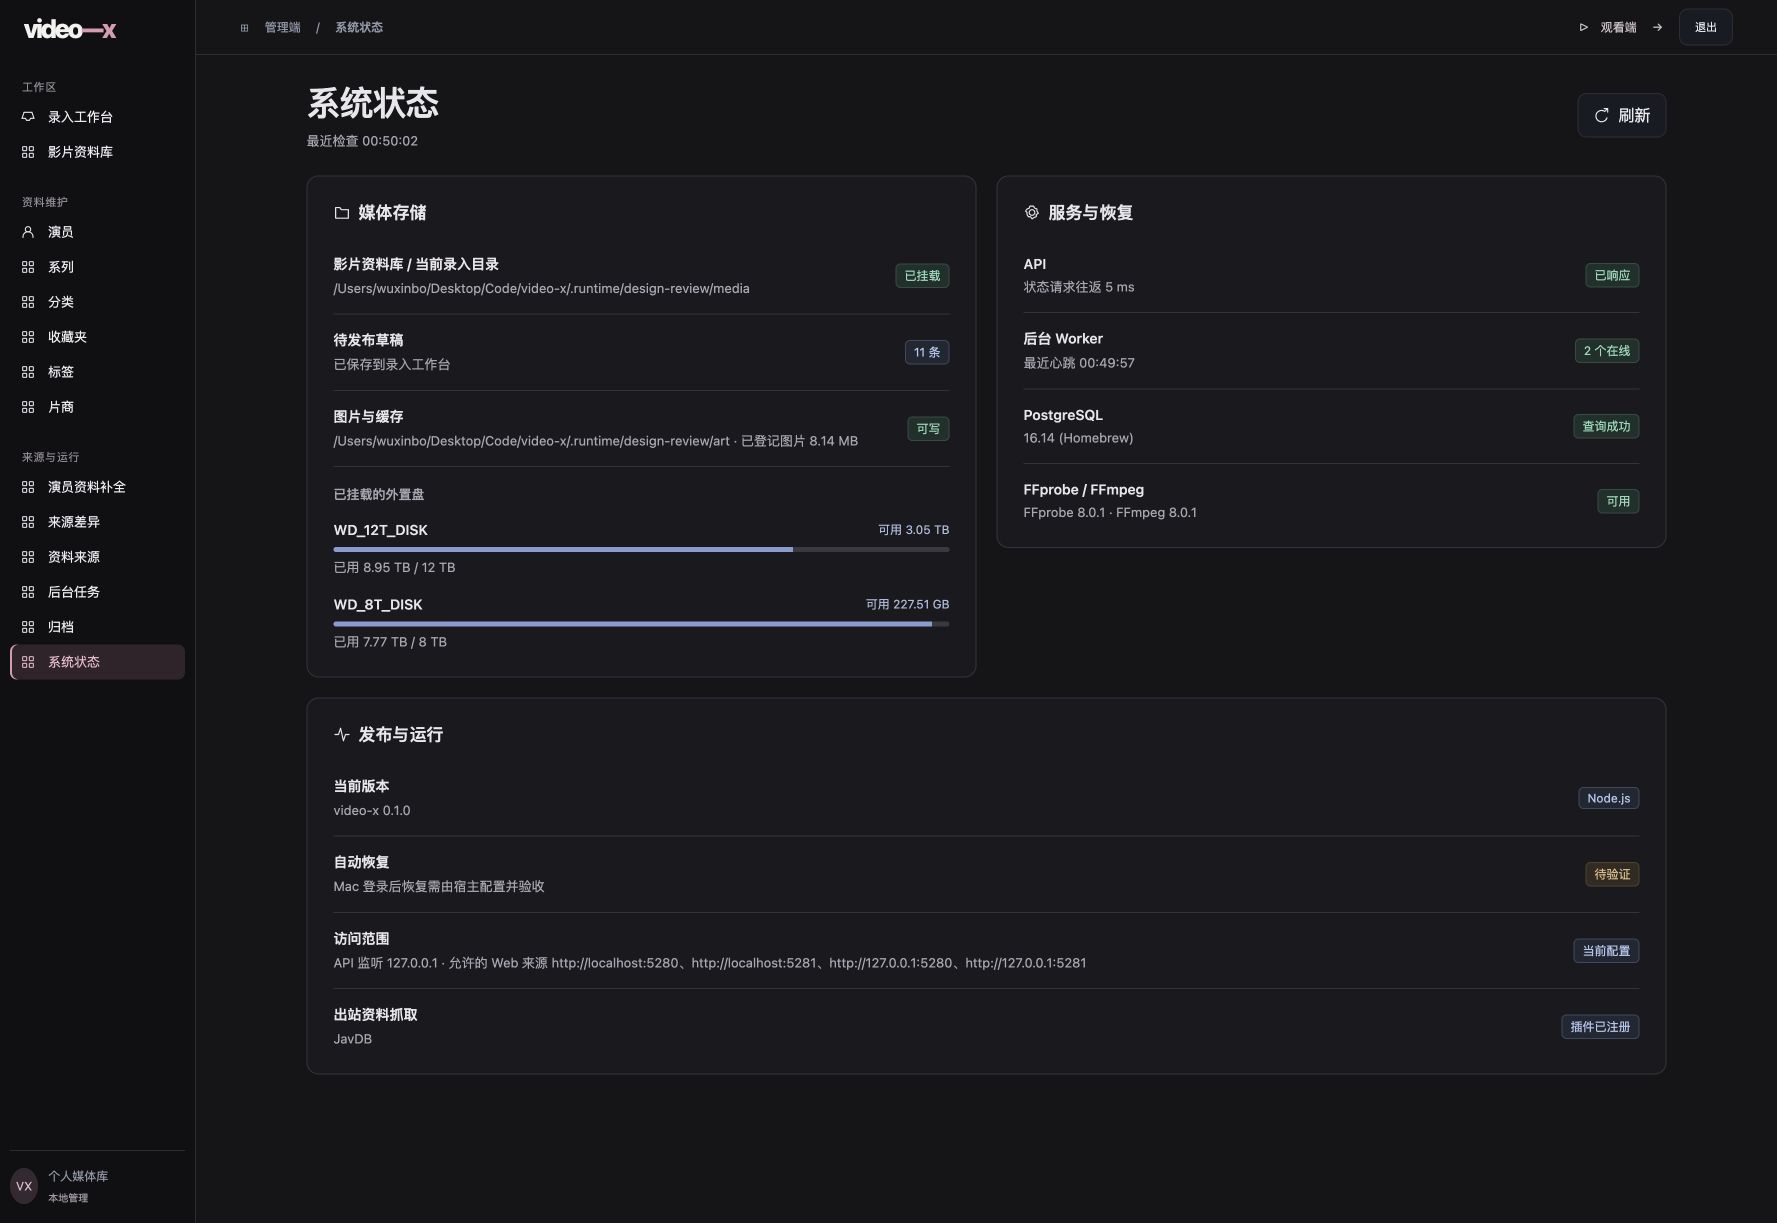 video—x
管理端 / 系统状态
观看端
退出
工作区
录入工作台
影片资料库
资料维护
演员
系列
分类
收藏夹
标签
片商
来源与运行
演员资料补全
来源差异
资料来源
后台任务
归档
系统状态
VX
个人媒体库
本地管理
系统状态
最近检查 00:50:02
刷新
媒体存储
影片资料库 / 当前录入目录
/Users/wuxinbo/Desktop/Code/video-x/.runtime/design-review/media
已挂载
待发布草稿
已保存到录入工作台
11 条
图片与缓存
/Users/wuxinbo/Desktop/Code/video-x/.runtime/design-review/art · 已登记图片 8.14 MB
可写
已挂载的外置盘
WD_12T_DISK
可用 3.05 TB
已用 8.95 TB / 12 TB
WD_8T_DISK
可用 227.51 GB
已用 7.77 TB / 8 TB
服务与恢复
API
状态请求往返 5 ms
已响应
后台 Worker
最近心跳 00:49:57
2 个在线
PostgreSQL
16.14 (Homebrew)
查询成功
FFprobe / FFmpeg
FFprobe 8.0.1 · FFmpeg 8.0.1
可用
发布与运行
当前版本
video-x 0.1.0
Node.js
自动恢复
Mac 登录后恢复需由宿主配置并验收
待验证
访问范围
API 监听 127.0.0.1 · 允许的 Web 来源 http://localhost:5280、http://localhost:5281、http://127.0.0.1:5280、http://127.0.0.1:5281
当前配置
出站资料抓取
JavDB
插件已注册